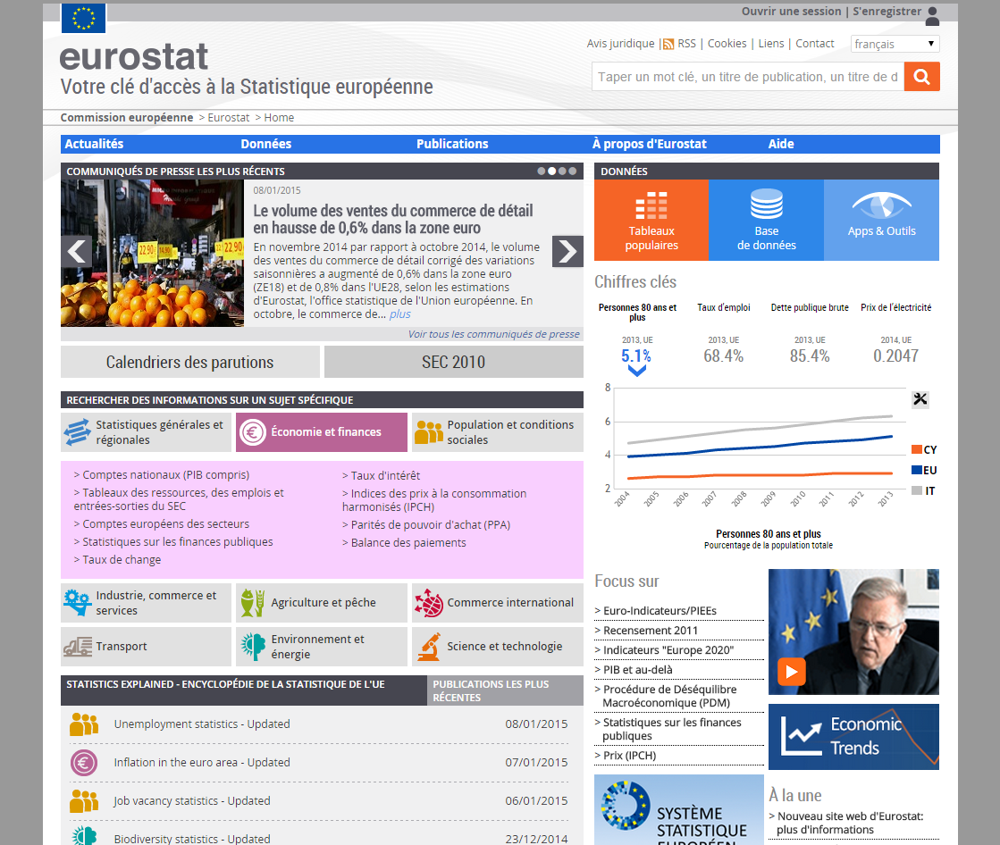 Ouvrir une session | S'enregistrer
Avis juridique | RSS | Cookies | Liens | Contact
français
eurostat
Votre clé d'accès à la Statistique européenne
Taper un mot clé, un titre de publication, un titre de d
Commission européenne > Eurostat > Home
Actualités
Données
Publications
À propos d'Eurostat
Aide
COMMUNIQUÉS DE PRESSE LES PLUS RÉCENTS
22,90
22,90
08/01/2015
Le volume des ventes du commerce de détail
en hausse de 0,6% dans la zone euro
En novembre 2014 par rapport à octobre 2014, le volume
des ventes du commerce de détail corrigé des variations
saisonnières a augmenté de 0,6% dans la zone euro
(ZE18) et de 0,8% dans l'UE28, selon les estimations
d'Eurostat, l'office statistique de l'Union européenne. En
octobre, le commerce de... plus
Voir tous les communiqués de presse
Calendriers des parutions
SEC 2010
RECHERCHER DES INFORMATIONS SUR UN SUJET SPÉCIFIQUE
Statistiques générales et
régionales
Économie et finances
Population et conditions
sociales
> Comptes nationaux (PIB compris)
> Tableaux des ressources, des emplois et
entrées-sorties du SEC
> Comptes européens des secteurs
> Statistiques sur les finances publiques
> Taux de change
> Taux d'intérêt
> Indices des prix à la consommation
harmonisés (IPCH)
> Parités de pouvoir d'achat (PPA)
> Balance des paiements
Industrie, commerce et
services
Agriculture et pêche
Commerce international
Transport
Environnement et
énergie
Science et technologie
STATISTICS EXPLAINED - ENCYCLOPÉDIE DE LA STATISTIQUE DE L'UE
PUBLICATIONS LES PLUS
RÉCENTES
Unemployment statistics - Updated 08/01/2015
Inflation in the euro area - Updated 07/01/2015
Job vacancy statistics - Updated 06/01/2015
Biodiversity statistics - Updated 23/12/2014
DONNÉES
Tableaux
populaires
Base
de données
Apps & Outils
Chiffres clés
Personnes 80 ans et
plus
2013, UE
5.1%
Taux d'emploi
2013, UE
68.4%
Dette publique brute
2013, UE
85.4%
Prix de l'électricité
2014, UE
0.2047
8
6
4
2
2004 2005 2006 2007 2008 2009 2010 2011 2012 2013
CY
EU
IT
Personnes 80 ans et plus
Pourcentage de la population totale
Focus sur
> Euro-Indicateurs/PIEEs
> Recensement 2011
> Indicateurs "Europe 2020"
> PIB et au-delà
> Procédure de Déséquilibre
Macroéconomique (PDM)
> Statistiques sur les finances
publiques
> Prix (IPCH)
Economic
Trends
SYSTÈME
STATISTIQUE
EUROPÉEN
À la une
> Nouveau site web d'Eurostat:
plus d'informations